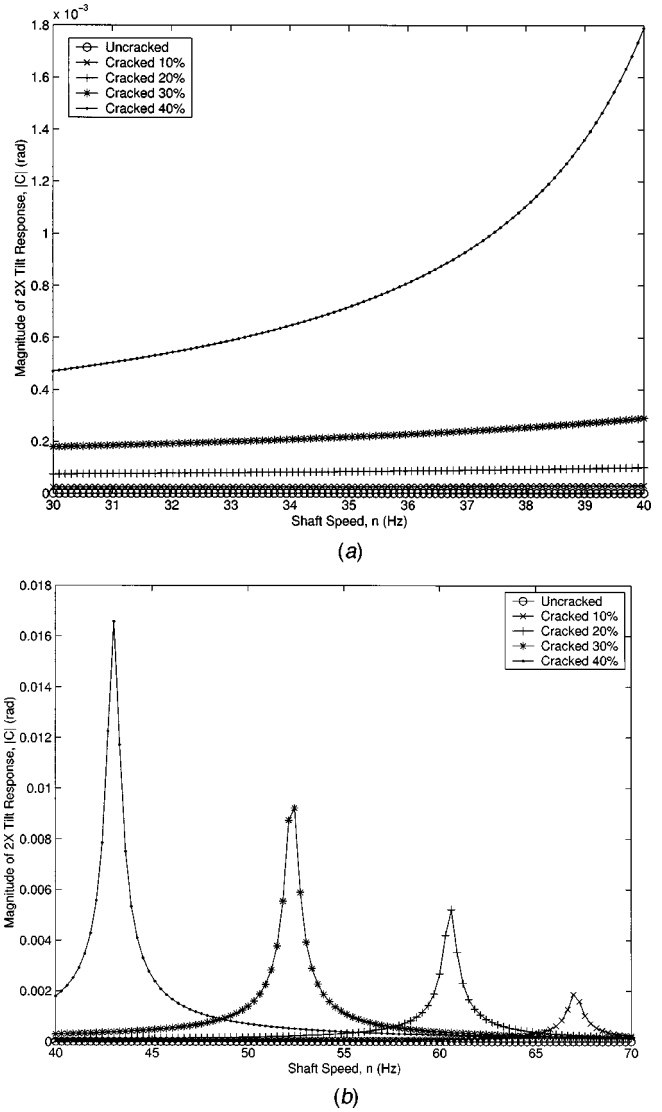 x 10⁻³
1.8
1.6
1.4
1.2
1
0.8
0.6
0.4
0.2
0
Magnitude of 2X Tilt Response, |C| (rad)
Uncracked
Cracked 10%
Cracked 20%
Cracked 30%
Cracked 40%
30 31 32 33 34 35 36 37 38 39 40
Shaft Speed, n (Hz)
(a)
0.018
0.016
0.014
0.012
0.01
0.008
0.006
0.004
0.002
0
Magnitude of 2X Tilt Response, |C| (rad)
Uncracked
Cracked 10%
Cracked 20%
Cracked 30%
Cracked 40%
40 45 50 55 60 65 70
Shaft Speed, n (Hz)
(b)